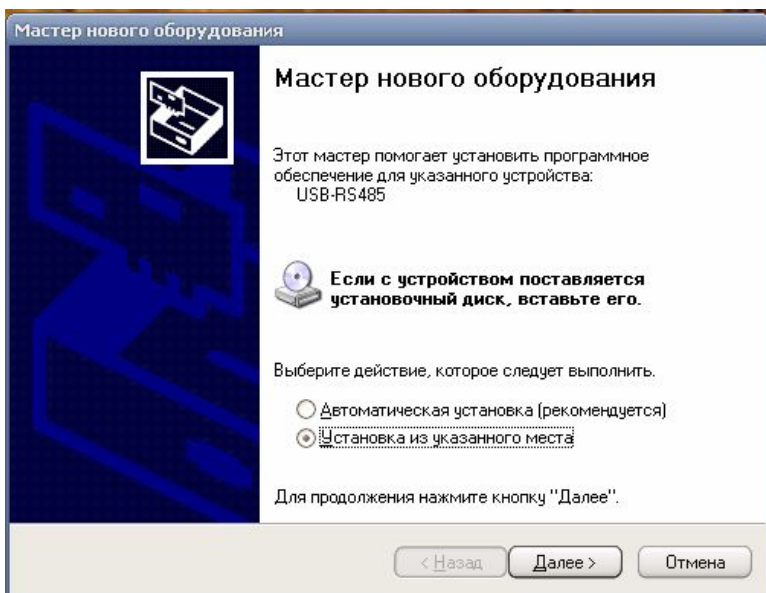 Мастер нового оборудования
Мастер нового оборудования
Этот мастер помогает установить программное
обеспечение для указанного устройства:
USB-RS485
Если с устройством поставляется
установочный диск, вставьте его.
Выберите действие, которое следует выполнить.
Автоматическая установка (рекомендуется)
Установка из указанного места
Для продолжения нажмите кнопку "Далее".
< Назад Далее > Отмена